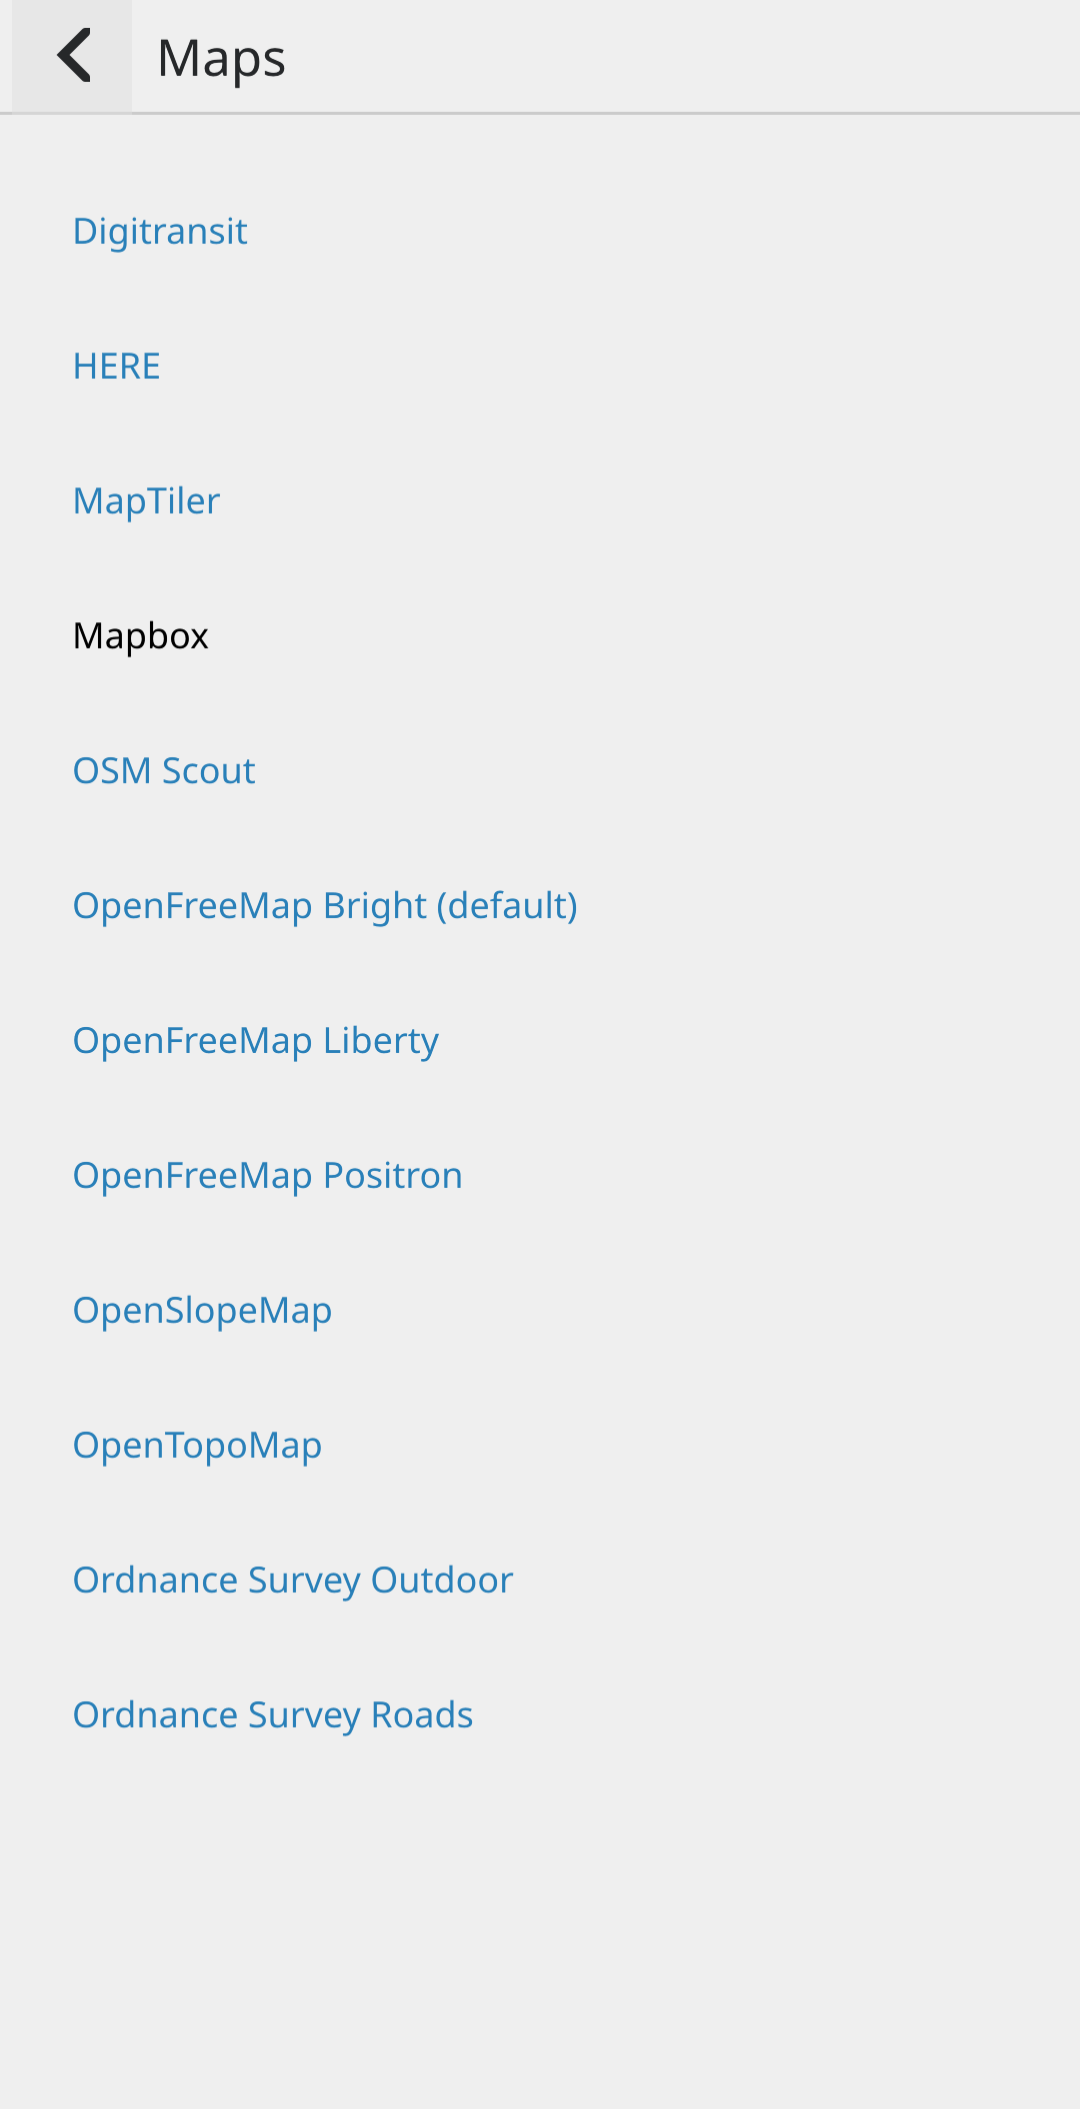 Maps
Digitransit
HERE
MapTiler
Mapbox
OSM Scout
OpenFreeMap Bright (default)
OpenFreeMap Liberty
OpenFreeMap Positron
OpenSlopeMap
OpenTopoMap
Ordnance Survey Outdoor
Ordnance Survey Roads